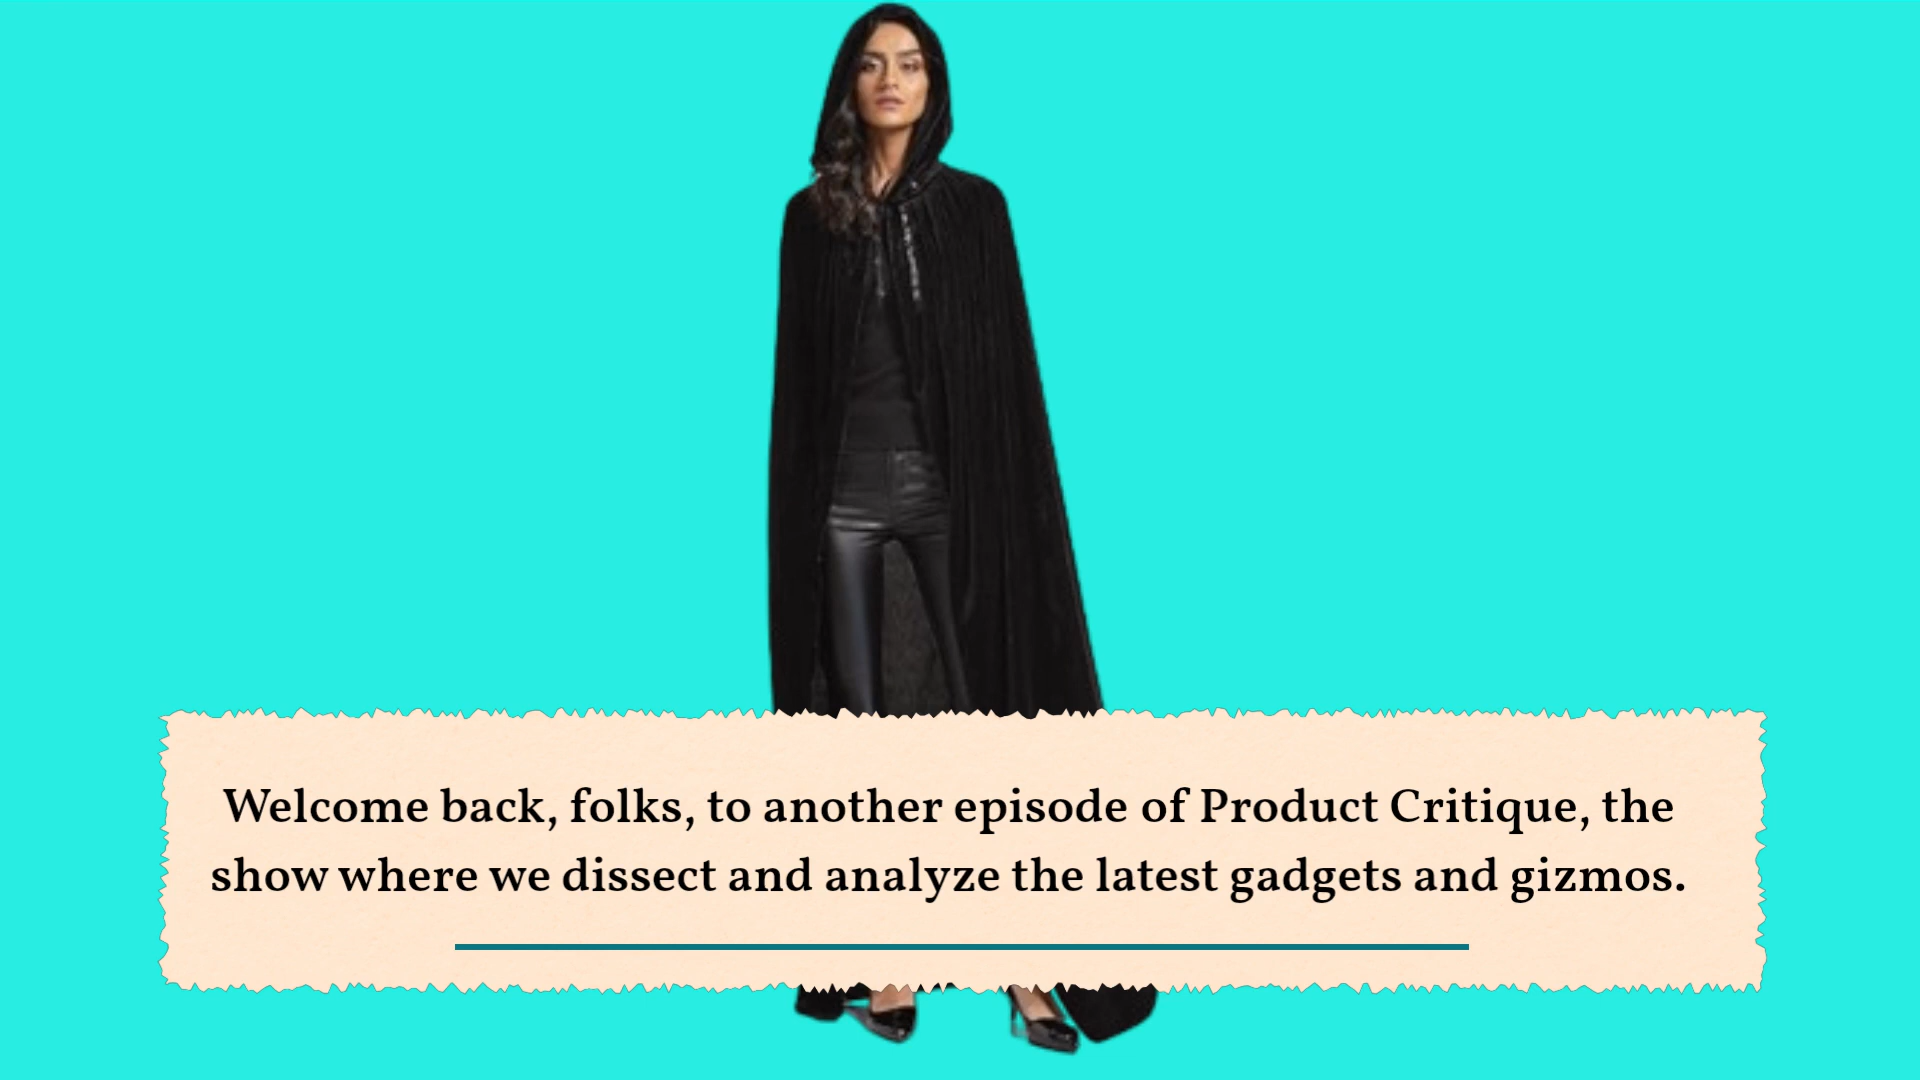 Welcome back, folks, to another episode of Product Critique, the
show where we dissect and analyze the latest gadgets and gizmos.